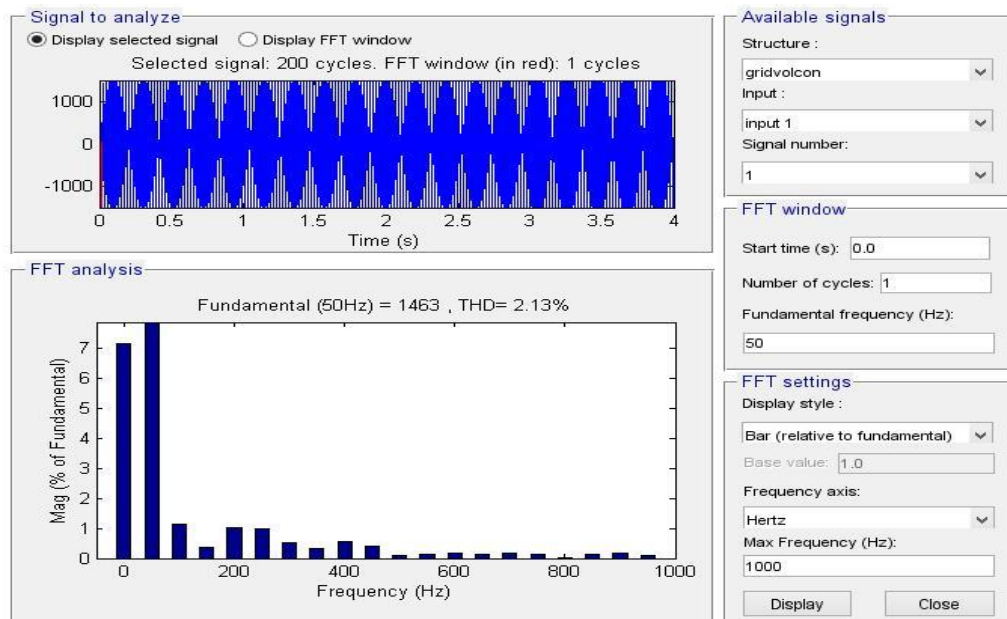 Signal to analyze
Display selected signal Display FFT window
Selected signal: 200 cycles. FFT window (in red): 1 cycles
1000
0
-1000
0 0.5 1 1.5 2 2.5 3 3.5 4
Time (s)
FFT analysis
Fundamental (50Hz) = 1463 , THD= 2.13%
Mag (% of Fundamental)
7
6
5
4
3
2
1
0
0 200 400 600 800 1000
Frequency (Hz)
Available signals
Structure :
gridvolcon
Input :
input 1
Signal number:
1
FFT window
Start time (s): 0.0
Number of cycles: 1
Fundamental frequency (Hz):
50
FFT settings
Display style :
Bar (relative to fundamental)
Base value: 1.0
Frequency axis:
Hertz
Max Frequency (Hz):
1000
Display Close